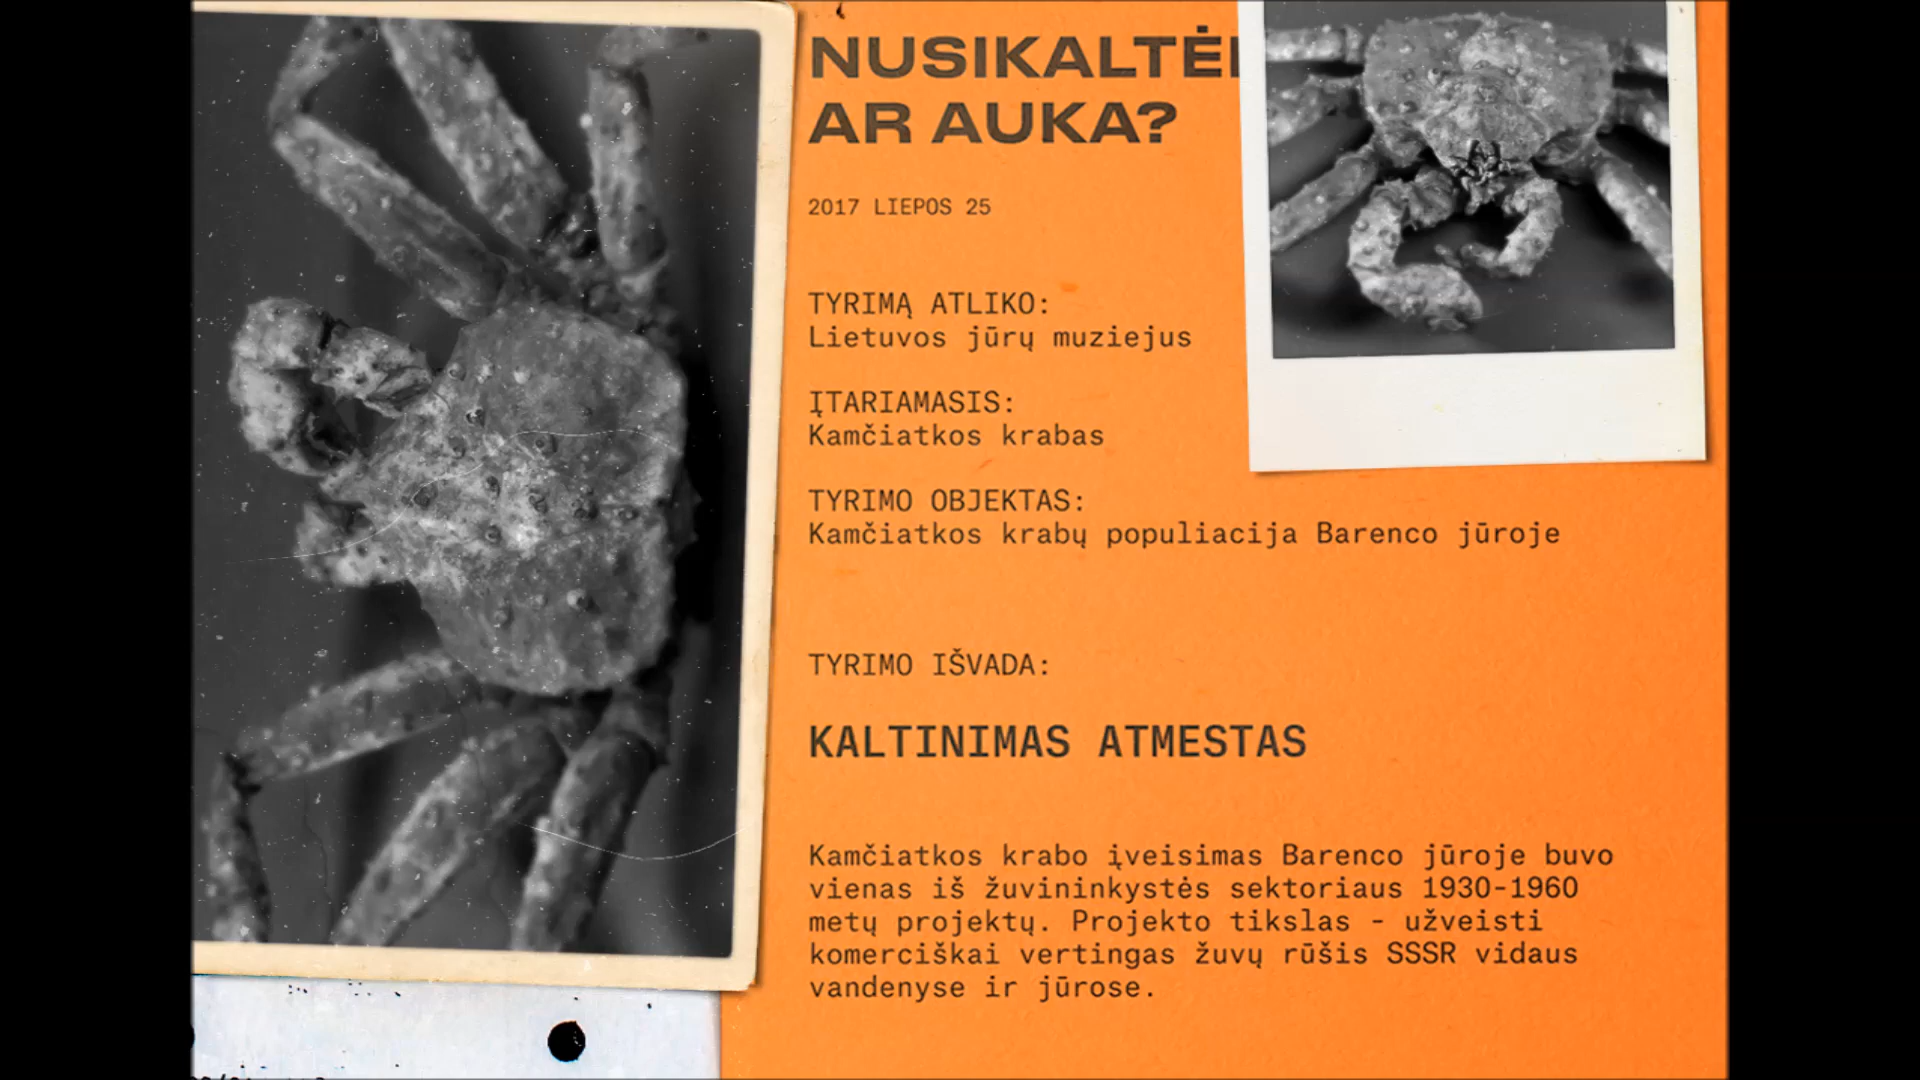 NUSIKALTĖ
AR AUKA?
2017 LIEPOS 25
TYRIMĄ ATLIKO:
Lietuvos jūrų muziejus
ĮTARIAMASIS:
Kamčiatkos krabas
TYRIMO OBJEKTAS:
Kamčiatkos krabų populiacija Barenco jūroje
TYRIMO IŠVADA:
KALTINIMAS ATMESTAS
Kamčiatkos krabo įveisimas Barenco jūroje buvo
vienas iš žuvininkystės sektoriaus 1930-1960
metų projektų. Projekto tikslas - užveisti
komerciškai vertingas žuvų rūšis SSSR vidaus
vandenyse ir jūrose.